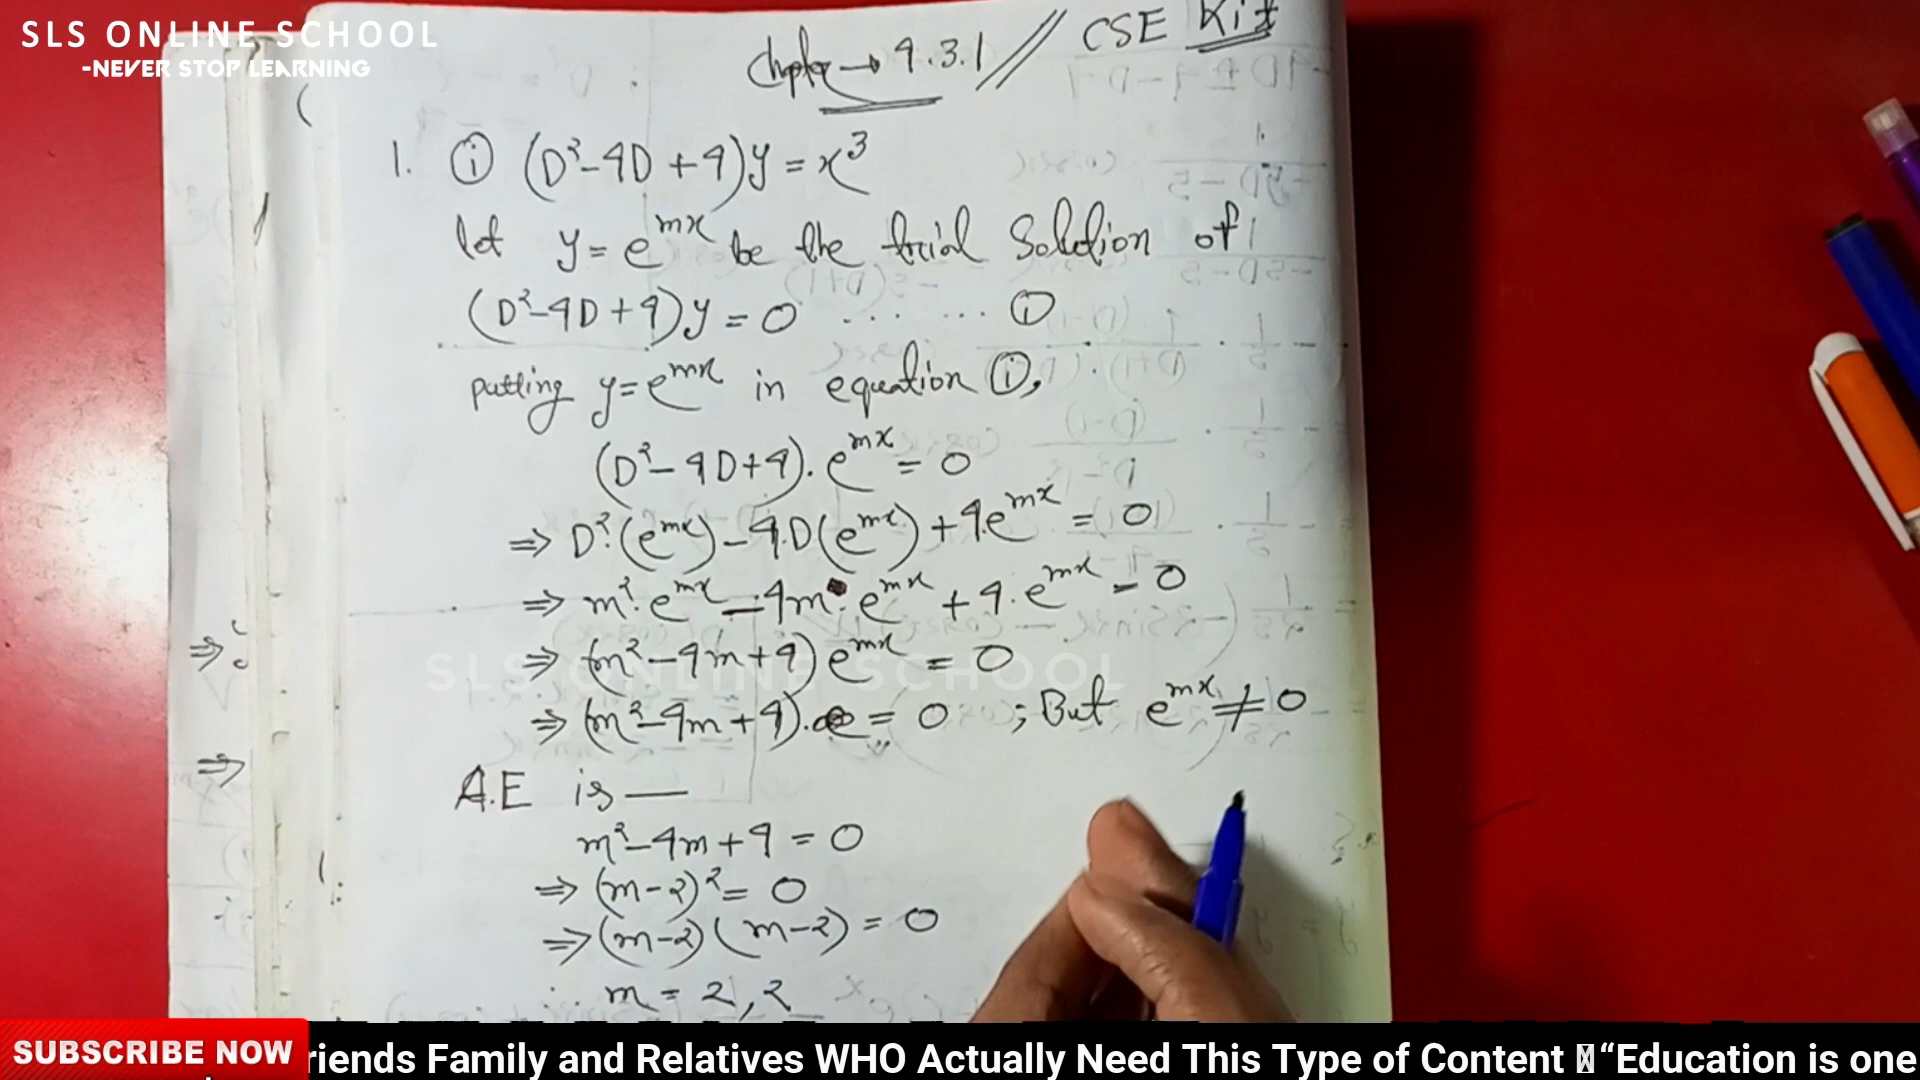 SLS ONLINE SCHOOL
-NEVER STOP LEARNING
Chapter → 9.3.1 // CSE Kit
1. ⓘ (D²-4D+4)y = x³
let y = e^{mx} be the trial Solution of
(D²-4D+4)y = 0 ... ... ⓘ
putting y=e^{mx} in equation ⓘ,
(D²-4D+4). e^{mx} = 0
⇒ D².(e^{mx}) - 4.D(e^{mx}) + 4.e^{mx} = 0
⇒ m². e^{mx} - 4m. e^{mx} + 4. e^{mx} = 0
⇒ (m²-4m+4) e^{mx} = 0
SLS ONLINE SCHOOL
⇒ (m²-4m+4). = 0 ; But e^{mx} ≠ 0
A.E is —
m²-4m+4 = 0
⇒ (m-2)² = 0
⇒ (m-2)(m-2) = 0
∴ m = 2, 2
SUBSCRIBE NOW
riends Family and Relatives WHO Actually Need This Type of Content “Education is one